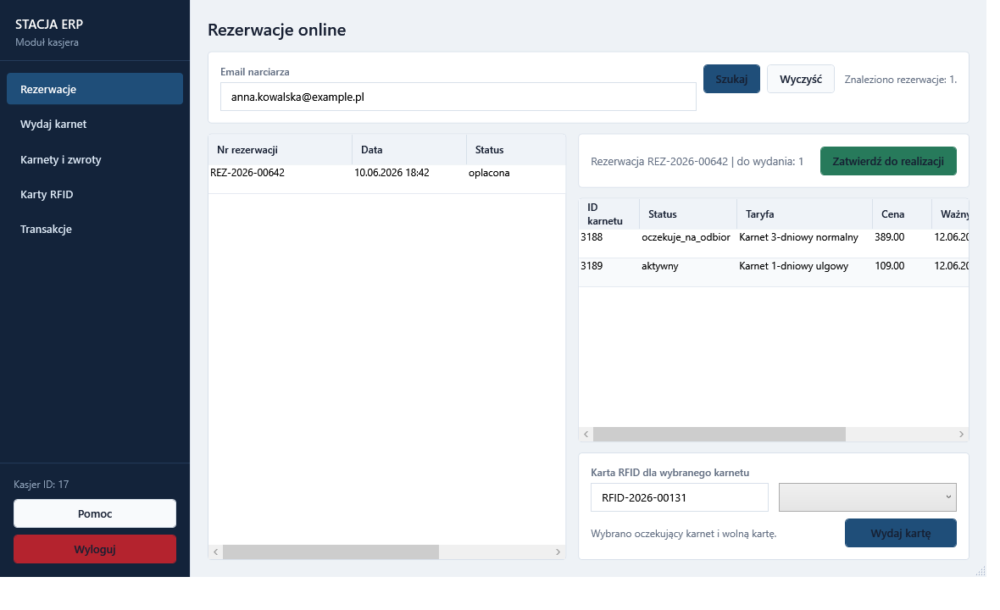 STACJA ERP
Moduł kasjera
Rezerwacje
Wydaj karnet
Karnety i zwroty
Karty RFID
Transakcje
Kasjer ID: 17
Pomoc
Wyloguj
Rezerwacje online
Email narciarza
anna.kowalska@example.pl
Szukaj
Wyczyść
Znaleziono rezerwacje: 1.
Nr rezerwacji Data Status
REZ-2026-00642 10.06.2026 18:42 oplacona
Rezerwacja REZ-2026-00642 | do wydania: 1
Zatwierdź do realizacji
ID karnetu Status Taryfa Cena Ważny
3188 oczekuje_na_odbior Karnet 3-dniowy normalny 389.00 12.06.20
3189 aktywny Karnet 1-dniowy ulgowy 109.00 12.06.20
Karta RFID dla wybranego karnetu
RFID-2026-00131
Wybrano oczekujący karnet i wolną kartę.
Wydaj kartę